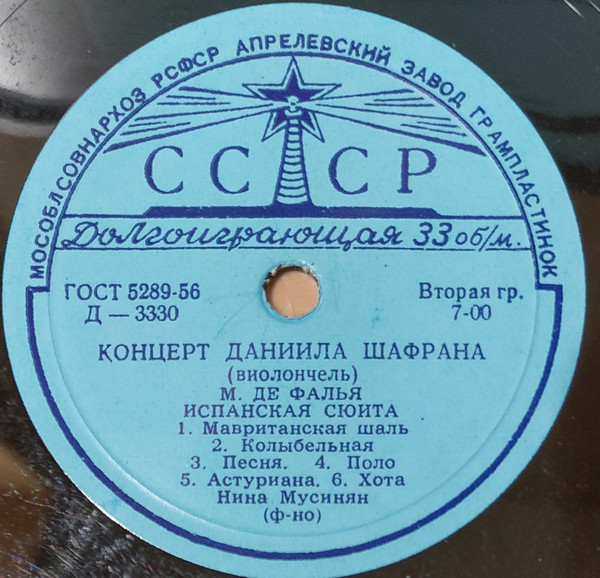 МОСОБЛСОВНАРХОЗ РСФСР АПРЕЛЕВСКИЙ ЗАВОД ГРАМПЛАСТИНОК
СССР
Долгоиграющая 33 об/м.
ГОСТ 5289-56
Вторая гр.
Д — 3330
7-00
КОНЦЕРТ ДАНИИЛА ШАФРАНА
(виолончель)
М. ДЕ ФАЛЬЯ
ИСПАНСКАЯ СЮИТА
1. Мавританская шаль
2. Колыбельная
3. Песня. 4. Поло
5. Астуриана. 6. Хота
Нина Мусинян
(ф-но)